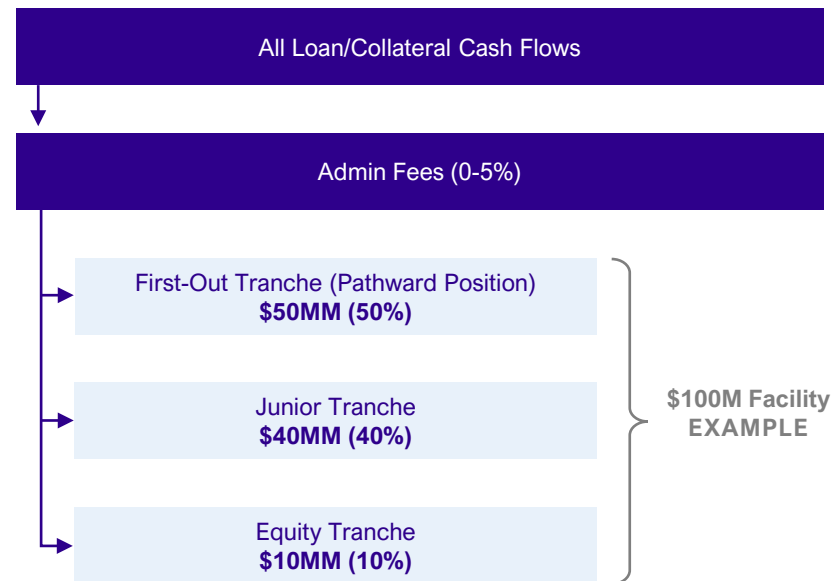 All Loan/Collateral Cash Flows
Admin Fees (0-5%)
First-Out Tranche (Pathward Position)
$50MM (50%)
Junior Tranche
$40MM (40%)
$100M Facility
EXAMPLE
Equity Tranche
$10MM (10%)